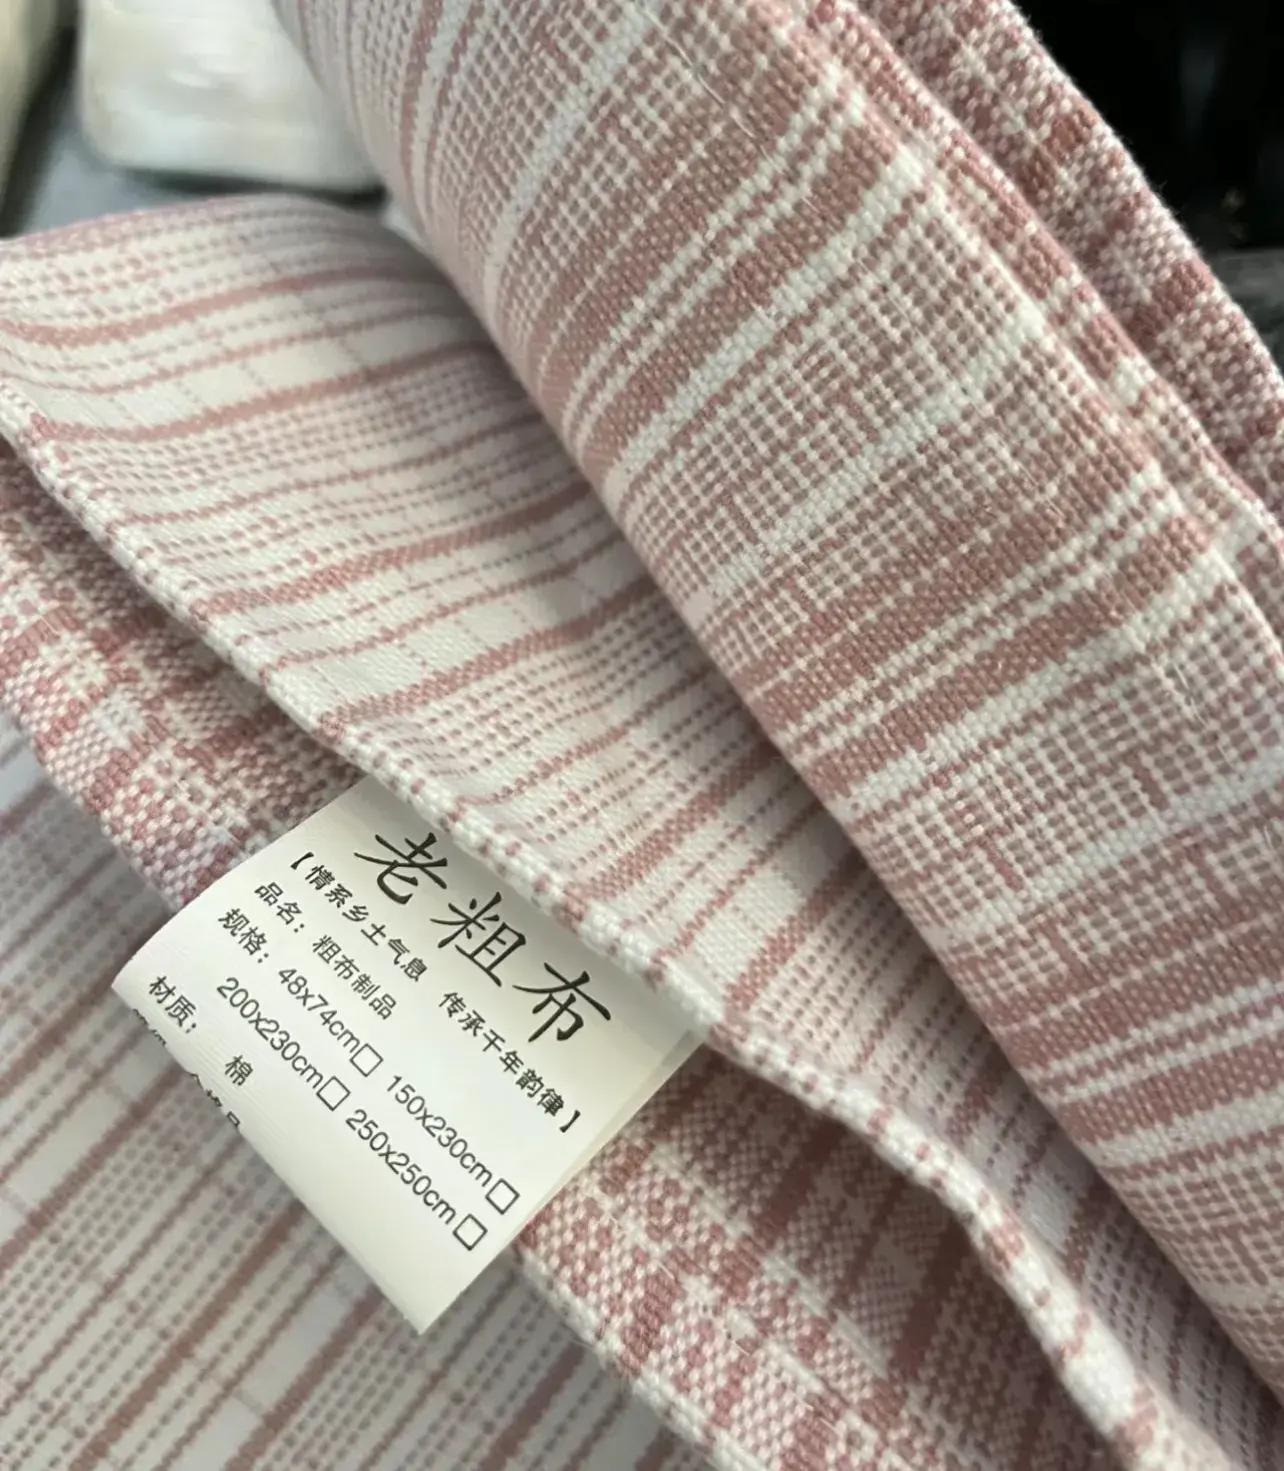 老粗布
【情系乡土气息 传承千年韵律】
品名：粗布制品
规格：48x74cm□ 150x230cm□
200x230cm□ 250x250cm□
材质：棉